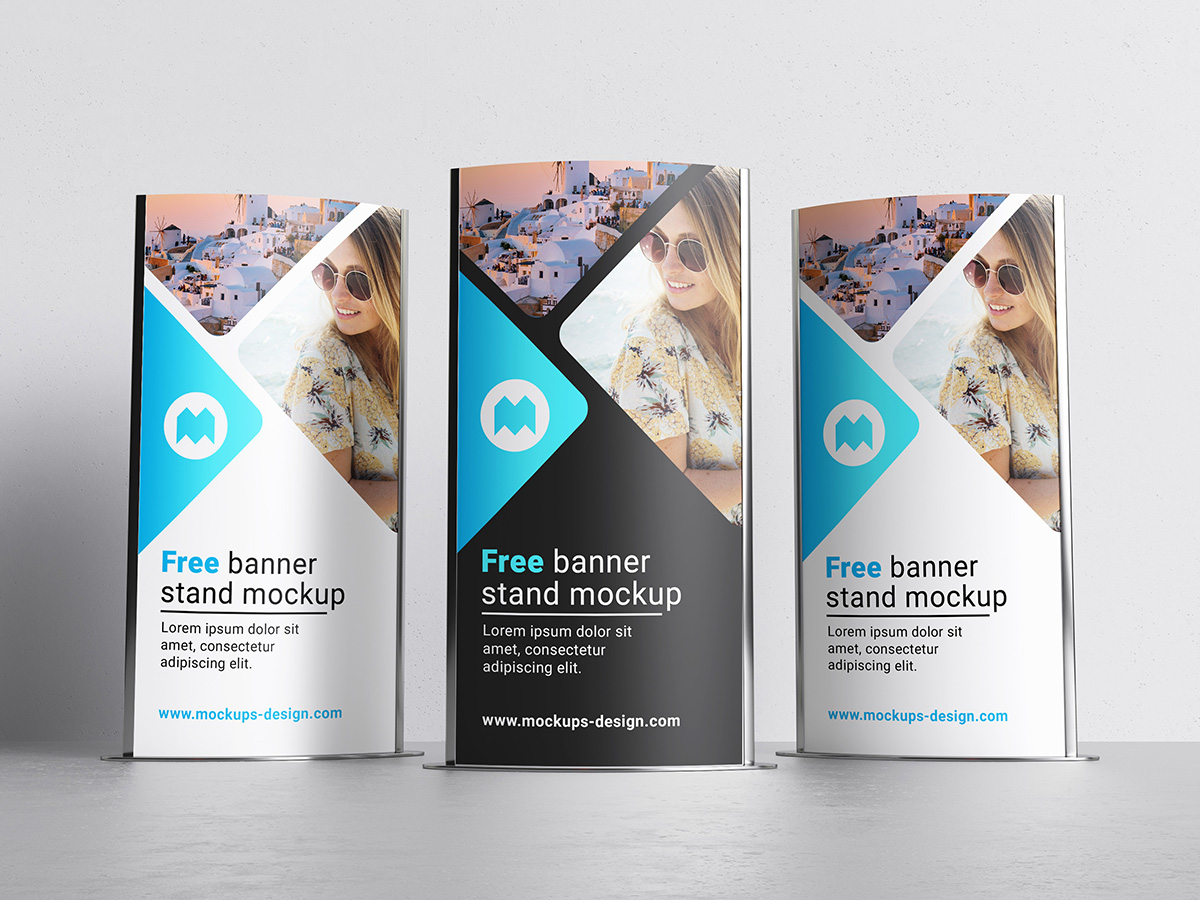 Free banner
stand mockup
Lorem ipsum dolor sit
amet, consectetur
adipiscing elit.
www.mockups-design.com
Free banner
stand mockup
Lorem ipsum dolor sit
amet, consectetur
adipiscing elit.
www.mockups-design.com
Free banner
stand mockup
Lorem ipsum dolor sit
amet, consectetur
adipiscing elit.
www.mockups-design.com